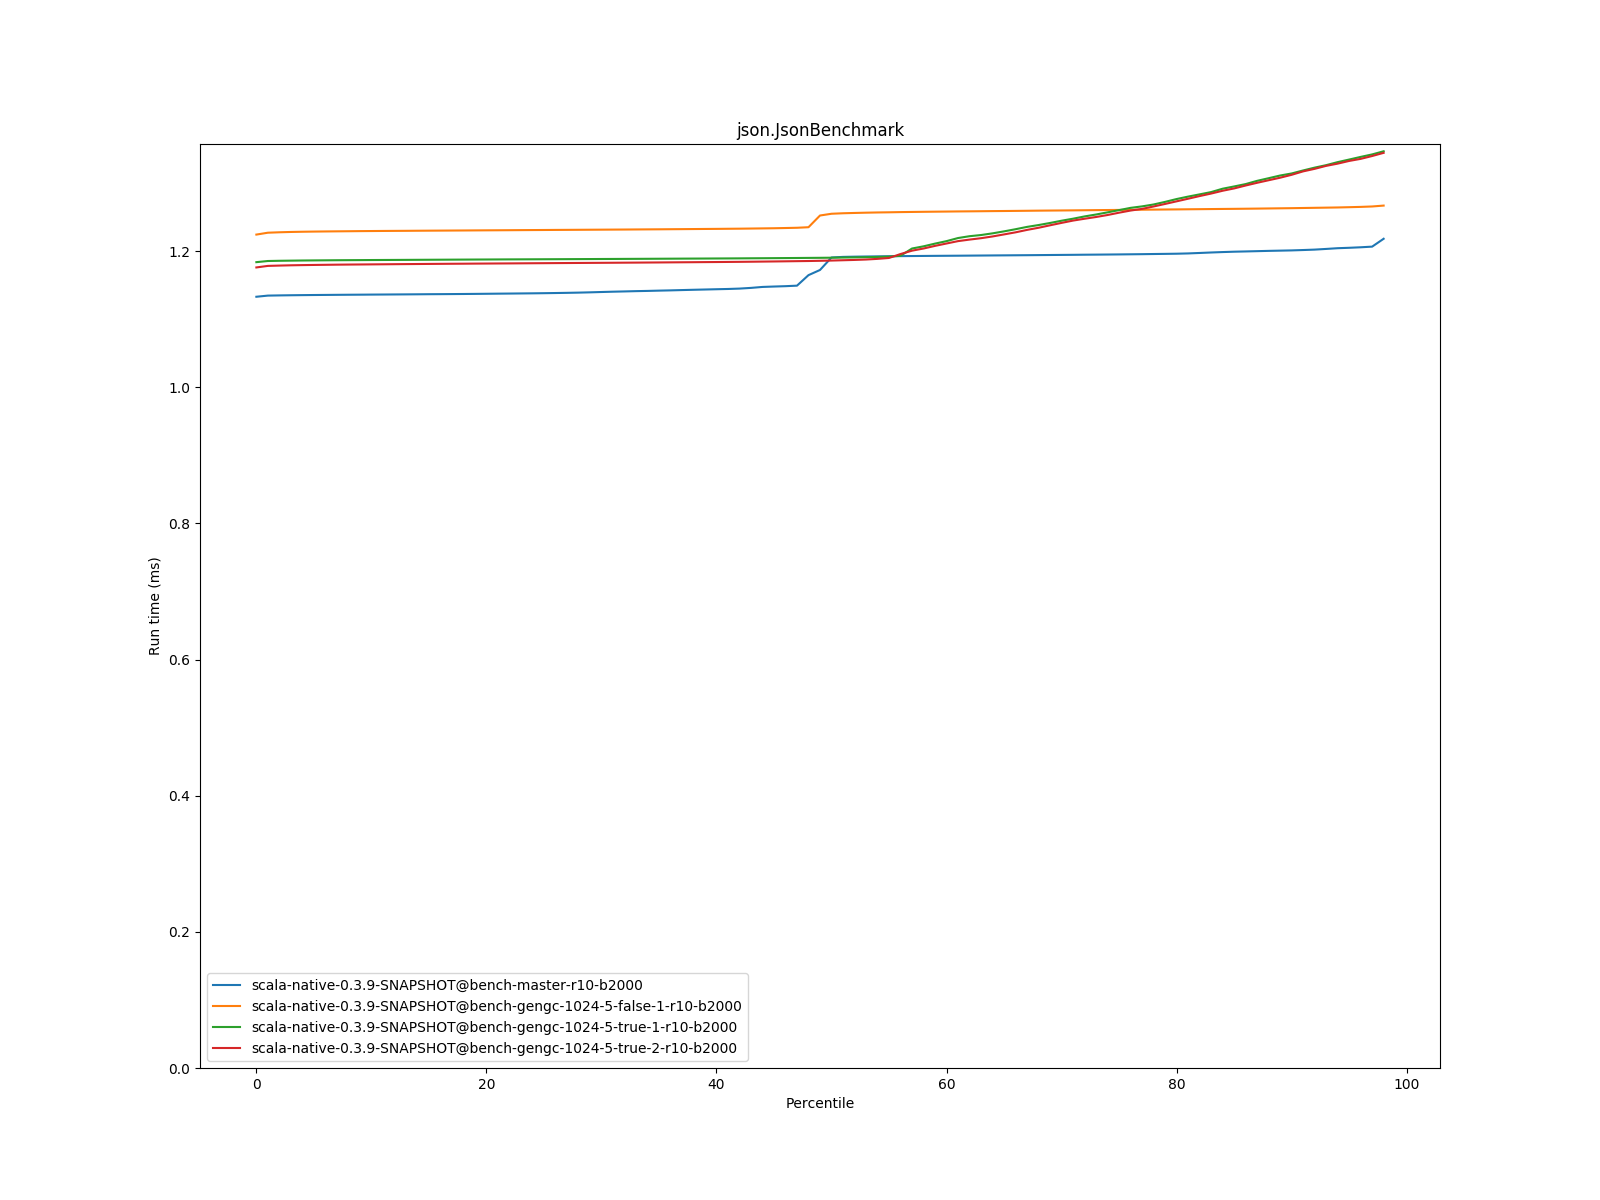 json.JsonBenchmark
Run time (ms)
1.2
1.0
0.8
0.6
0.4
0.2
0.0
scala-native-0.3.9-SNAPSHOT@bench-master-r10-b2000
scala-native-0.3.9-SNAPSHOT@bench-gengc-1024-5-false-1-r10-b2000
scala-native-0.3.9-SNAPSHOT@bench-gengc-1024-5-true-1-r10-b2000
scala-native-0.3.9-SNAPSHOT@bench-gengc-1024-5-true-2-r10-b2000
0 20 40 60 80 100
Percentile